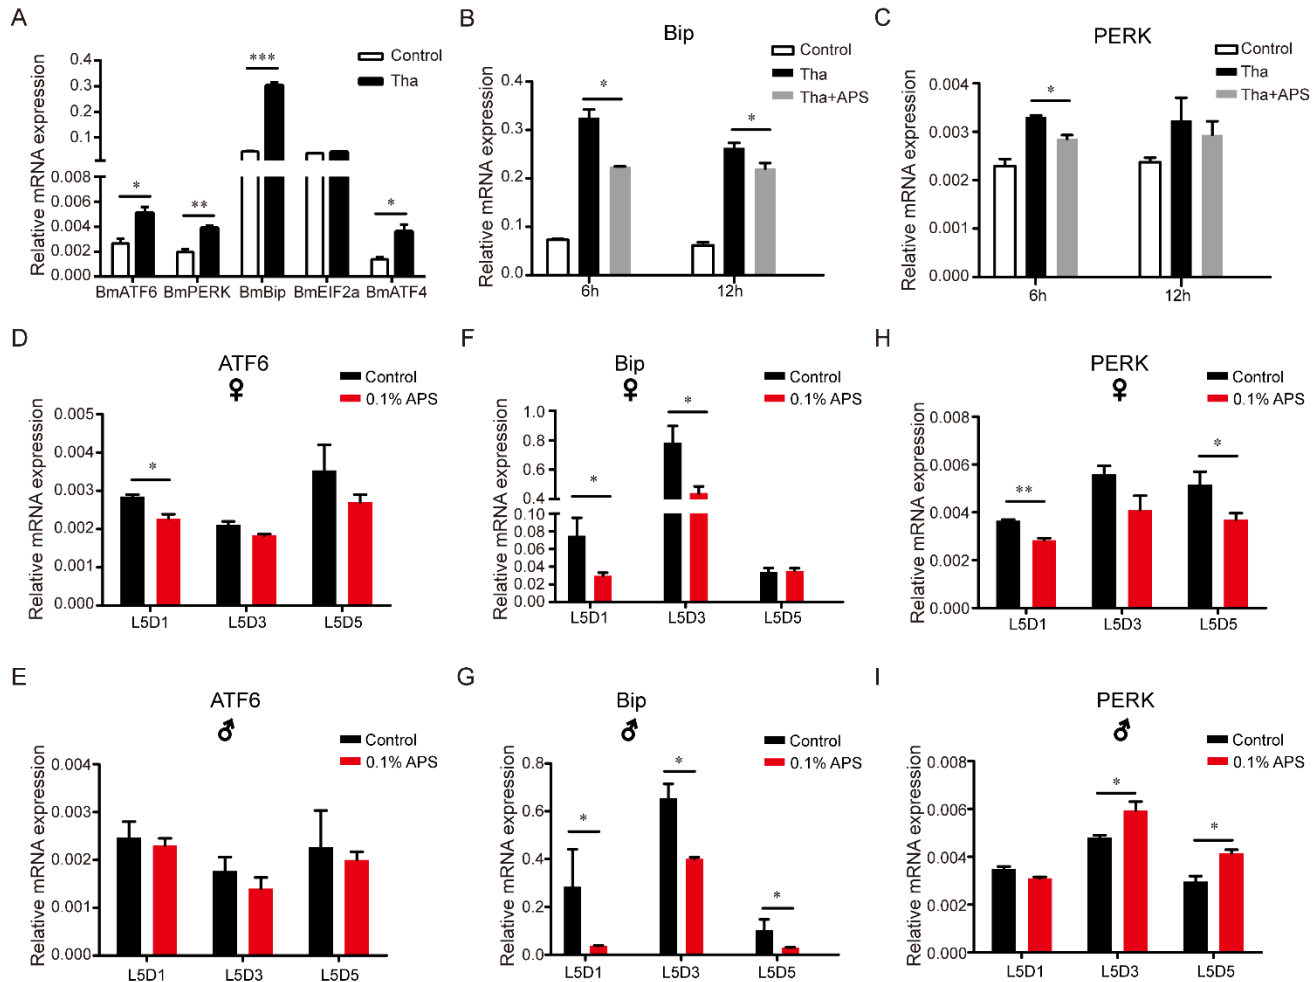 A
Relative mRNA expression
Control
Tha
0.4
0.3
0.2
0.1
0.008
0.006
0.004
0.002
0.000
*
**
***
*
BmATF6 BmPERK BmBip BmEIF2a BmATF4
B
Bip
Relative mRNA expression
Control
Tha
Tha+APS
0.4
0.3
0.2
0.1
0.0
*
*
6h 12h
C
PERK
Relative mRNA expression
Control
Tha
Tha+APS
0.004
0.003
0.002
0.001
0.000
*
6h 12h
D
ATF6
♀
Relative mRNA expression
Control
0.1% APS
0.005
0.004
0.003
0.002
0.001
0.000
*
L5D1 L5D3 L5D5
F
Bip
♀
Relative mRNA expression
Control
0.1% APS
1.0
0.8
0.6
0.4
0.10
0.08
0.06
0.04
0.02
0.00
*
*
L5D1 L5D3 L5D5
H
PERK
♀
Relative mRNA expression
Control
0.1% APS
0.008
0.006
0.004
0.002
0.000
**
*
L5D1 L5D3 L5D5
E
ATF6
♂
Relative mRNA expression
Control
0.1% APS
0.004
0.003
0.002
0.001
0.000
L5D1 L5D3 L5D5
G
Bip
♂
Relative mRNA expression
Control
0.1% APS
0.8
0.6
0.4
0.2
0.0
*
*
*
L5D1 L5D3 L5D5
I
PERK
♂
Relative mRNA expression
Control
0.1% APS
0.008
0.006
0.004
0.002
0.000
*
*
L5D1 L5D3 L5D5